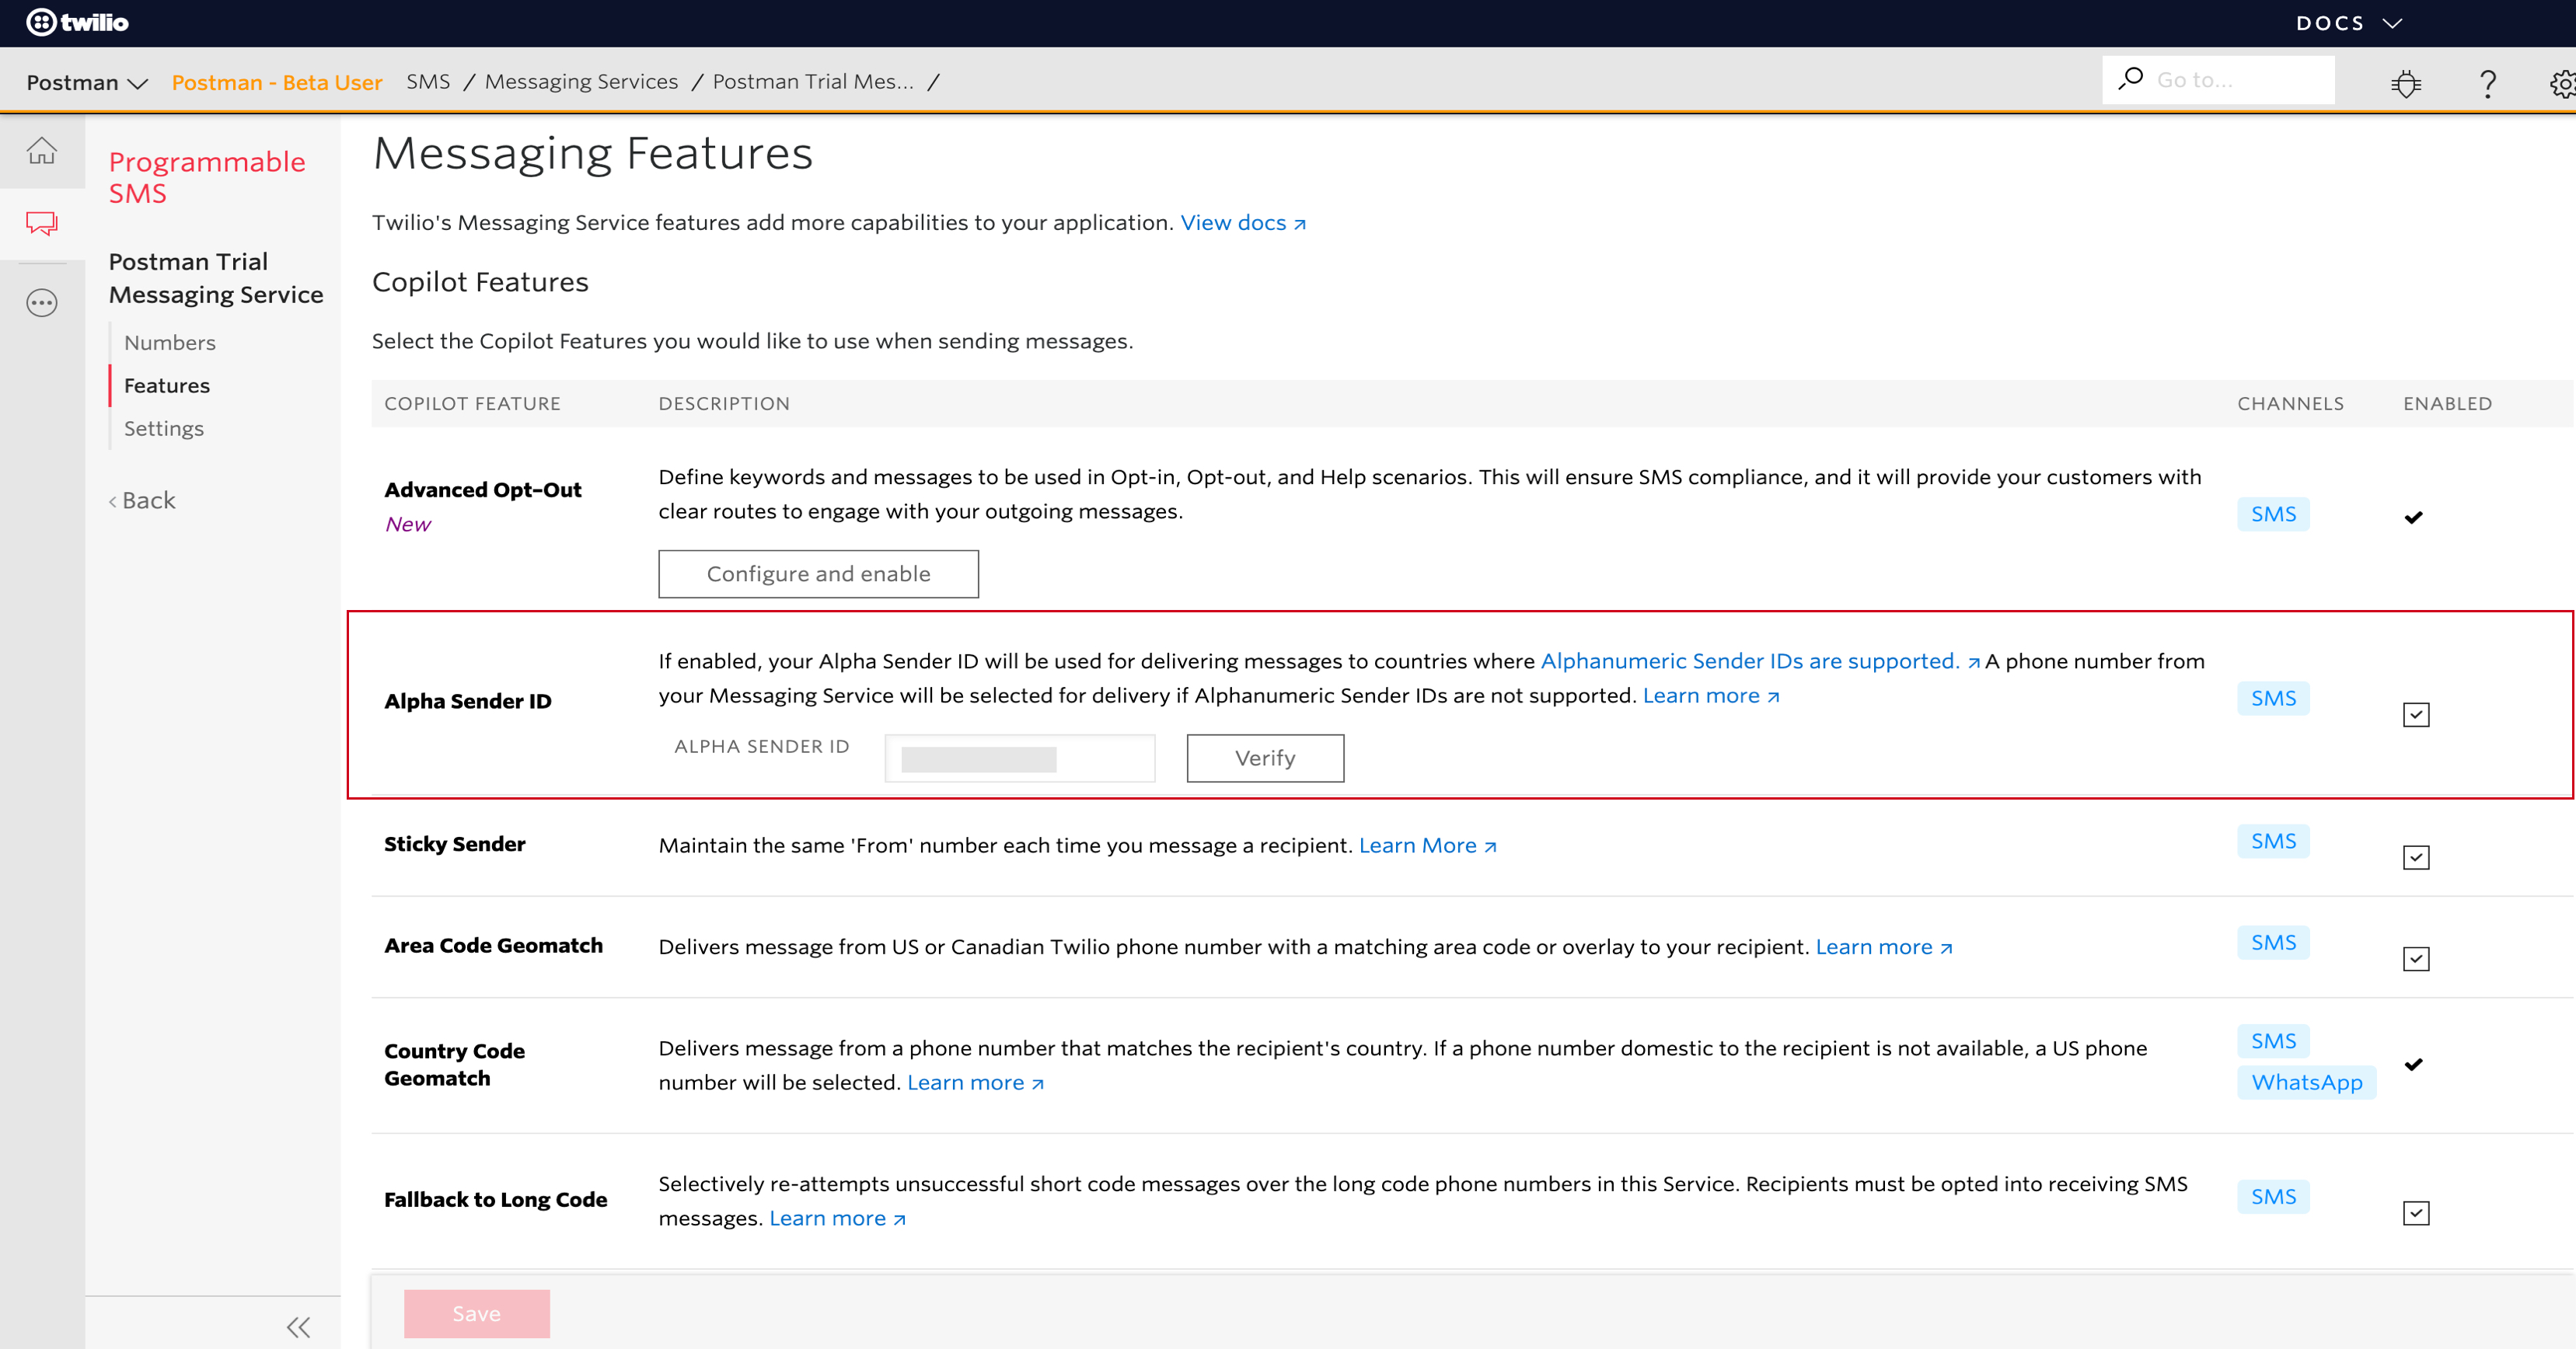 twilio
DOCS
Postman
Postman - Beta User
SMS / Messaging Services / Postman Trial Mes... /
Go to...
?
Programmable
SMS
Postman Trial
Messaging Service
Numbers
Features
Settings
‹ Back
Messaging Features
Twilio's Messaging Service features add more capabilities to your application. View docs
Copilot Features
Select the Copilot Features you would like to use when sending messages.
COPILOT FEATURE DESCRIPTION CHANNELS ENABLED
Advanced Opt–Out
New
Define keywords and messages to be used in Opt-in, Opt-out, and Help scenarios. This will ensure SMS compliance, and it will provide your customers with
clear routes to engage with your outgoing messages.
SMS
Configure and enable
Alpha Sender ID
If enabled, your Alpha Sender ID will be used for delivering messages to countries where Alphanumeric Sender IDs are supported. A phone number from
your Messaging Service will be selected for delivery if Alphanumeric Sender IDs are not supported. Learn more
SMS
ALPHA SENDER ID
Verify
Sticky Sender
Maintain the same 'From' number each time you message a recipient. Learn More
SMS
Area Code Geomatch
Delivers message from US or Canadian Twilio phone number with a matching area code or overlay to your recipient. Learn more
SMS
Country Code
Geomatch
Delivers message from a phone number that matches the recipient's country. If a phone number domestic to the recipient is not available, a US phone
number will be selected. Learn more
SMS
WhatsApp
Fallback to Long Code
Selectively re-attempts unsuccessful short code messages over the long code phone numbers in this Service. Recipients must be opted into receiving SMS
messages. Learn more
SMS
Save